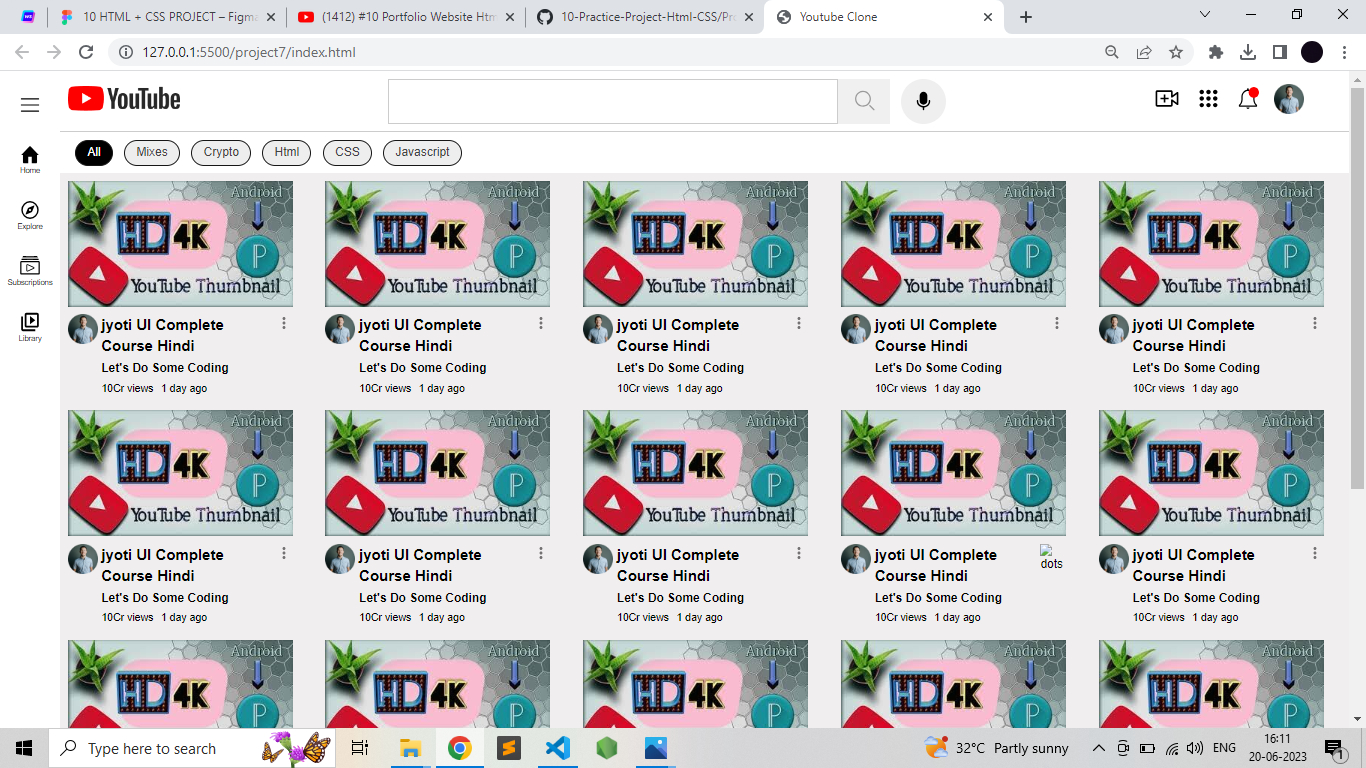 10 HTML + CSS PROJECT – Figma
(1412) #10 Portfolio Website Htm
10-Practice-Project-Html-CSS/Pro
Youtube Clone
127.0.0.1:5500/project7/index.html
YouTube
All Mixes Crypto Html CSS Javascript
Home
Explore
Subscriptions
Library
Android Android Android Android Android
HD 4K HD 4K HD 4K HD 4K HD 4K
P P P P P
YouTube Thumbnail YouTube Thumbnail YouTube Thumbnail YouTube Thumbnail YouTube Thumbnail
jyoti UI Complete jyoti UI Complete jyoti UI Complete jyoti UI Complete jyoti UI Complete
Course Hindi Course Hindi Course Hindi Course Hindi Course Hindi
Let's Do Some Coding Let's Do Some Coding Let's Do Some Coding Let's Do Some Coding Let's Do Some Coding
10Cr views 1 day ago 10Cr views 1 day ago 10Cr views 1 day ago 10Cr views 1 day ago 10Cr views 1 day ago
Android Android Android Android Android
HD 4K HD 4K HD 4K HD 4K HD 4K
P P P P P
YouTube Thumbnail YouTube Thumbnail YouTube Thumbnail YouTube Thumbnail YouTube Thumbnail
jyoti UI Complete jyoti UI Complete jyoti UI Complete jyoti UI Complete jyoti UI Complete
Course Hindi Course Hindi Course Hindi dots Course Hindi Course Hindi
Let's Do Some Coding Let's Do Some Coding Let's Do Some Coding Let's Do Some Coding Let's Do Some Coding
10Cr views 1 day ago 10Cr views 1 day ago 10Cr views 1 day ago 10Cr views 1 day ago 10Cr views 1 day ago
Android Android Android Android Android
HD 4K HD 4K HD 4K HD 4K HD 4K
P P P P P
Type here to search
32°C Partly sunny
ENG
16:11
20-06-2023
1